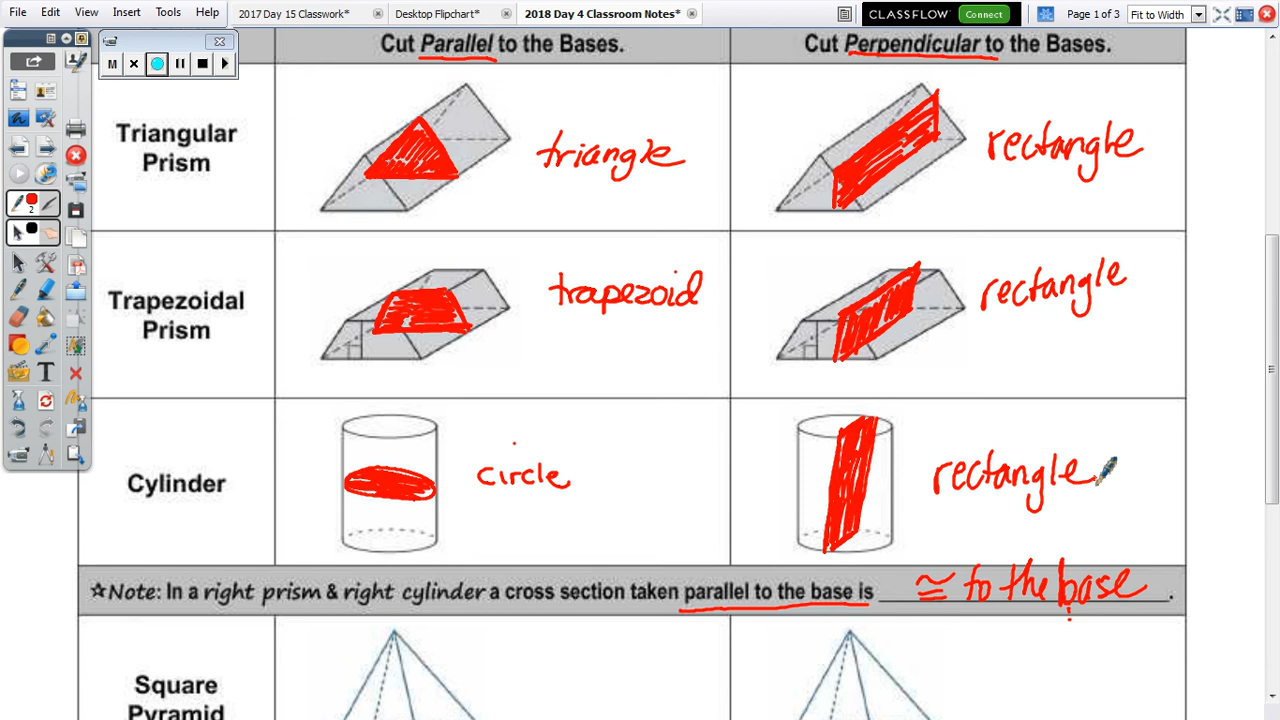 File Edit View Insert Tools Help
2017 Day 15 Classwork*
Desktop Flipchart*
2018 Day 4 Classroom Notes*
CLASSFLOW Connect
Page 1 of 3
Fit to Width
M
2
T
Cut Parallel to the Bases.
Cut Perpendicular to the Bases.
Triangular
Prism
triangle
rectangle
Trapezoidal
Prism
trapezoid
rectangle
Cylinder
circle
rectangle
☆Note: In a right prism & right cylinder a cross section taken parallel to the base is ≅ to the base.
Square
Pyramid